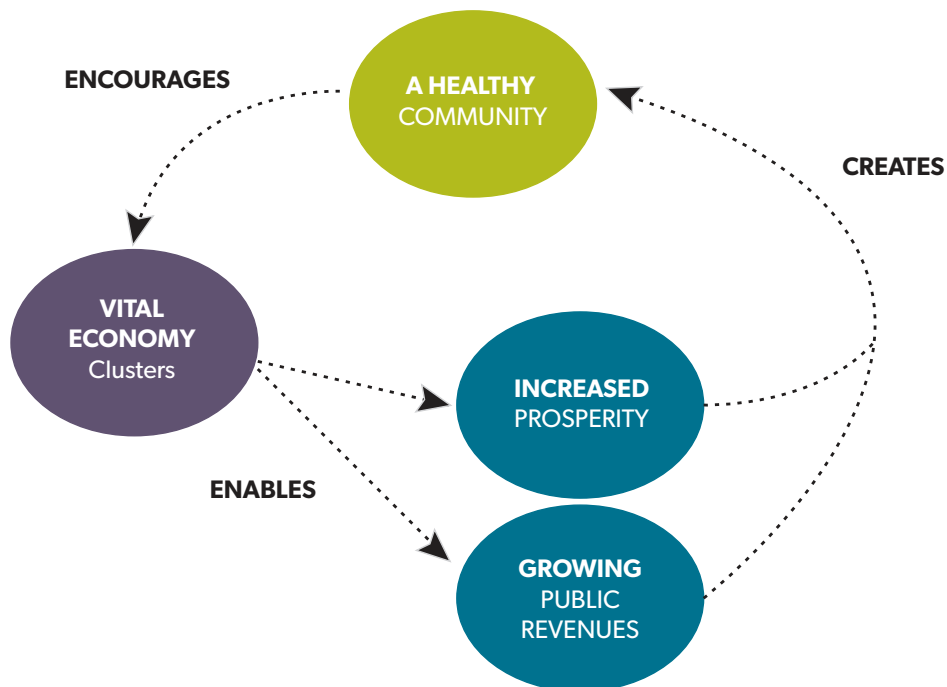 ENCOURAGES
A HEALTHY
COMMUNITY
CREATES
VITAL
ECONOMY
Clusters
INCREASED
PROSPERITY
ENABLES
GROWING
PUBLIC
REVENUES